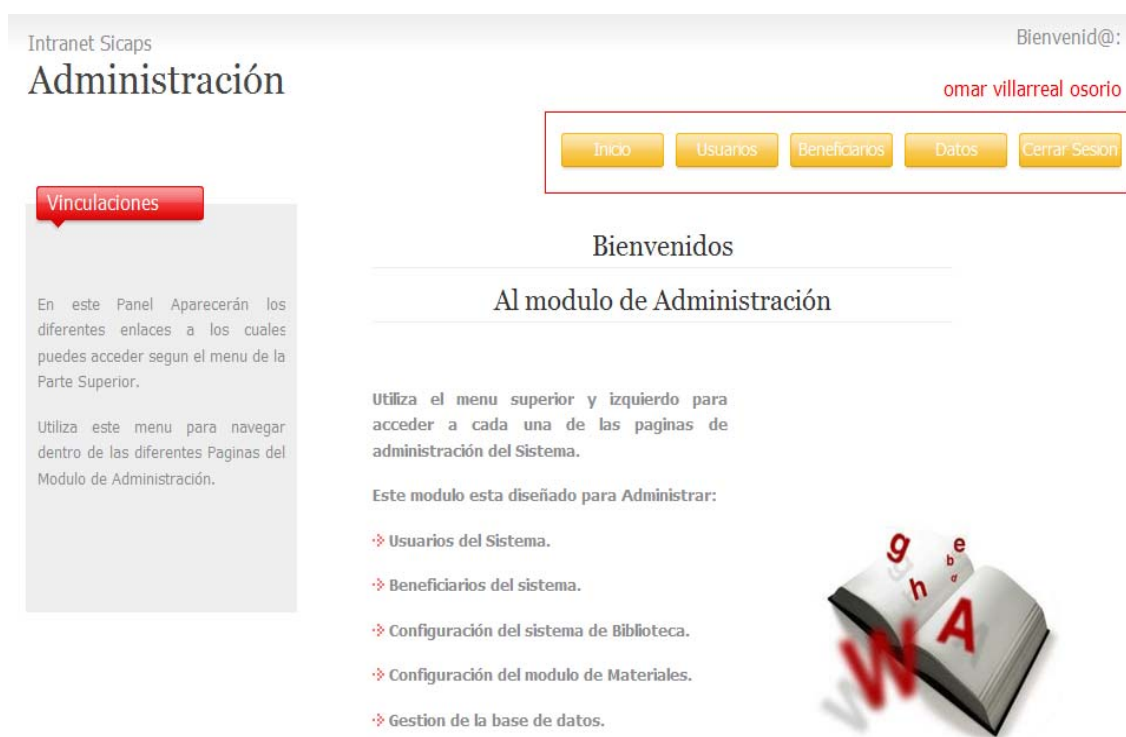 Intranet Sicaps
Administración
Bienvenid@:
omar villarreal osorio
Inicio
Usuarios
Beneficiarios
Datos
Cerrar Sesion
Vinculaciones
En este Panel Aparecerán los
diferentes enlaces a los cuales
puedes acceder segun el menu de la
Parte Superior.
Utiliza este menu para navegar
dentro de las diferentes Paginas del
Modulo de Administración.
Bienvenidos
Al modulo de Administración
Utiliza el menu superior y izquierdo para
acceder a cada una de las paginas de
administración del Sistema.
Este modulo esta diseñado para Administrar:
Usuarios del Sistema.
Beneficiarios del sistema.
Configuración del sistema de Biblioteca.
Configuración del modulo de Materiales.
Gestion de la base de datos.
g
e
b
d
h
A
W